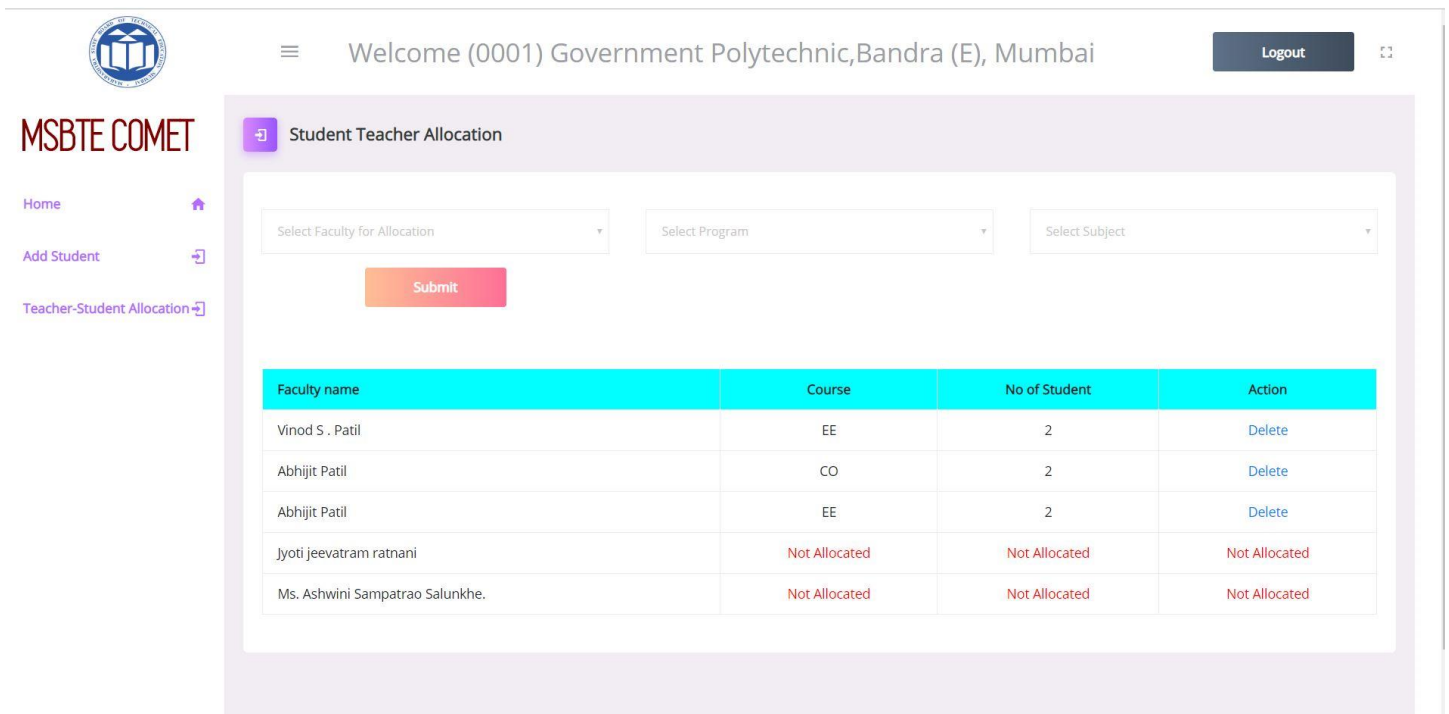 Welcome (0001) Government Polytechnic,Bandra (E), Mumbai
Logout
MSBTE COMET
Home
Add Student
Teacher-Student Allocation
Student Teacher Allocation
Select Faculty for Allocation
Select Program
Select Subject
Submit
Faculty name Course No of Student Action
Vinod S . Patil EE 2 Delete
Abhijit Patil CO 2 Delete
Abhijit Patil EE 2 Delete
Jyoti jeevatram ratnani Not Allocated Not Allocated Not Allocated
Ms. Ashwini Sampatrao Salunkhe. Not Allocated Not Allocated Not Allocated